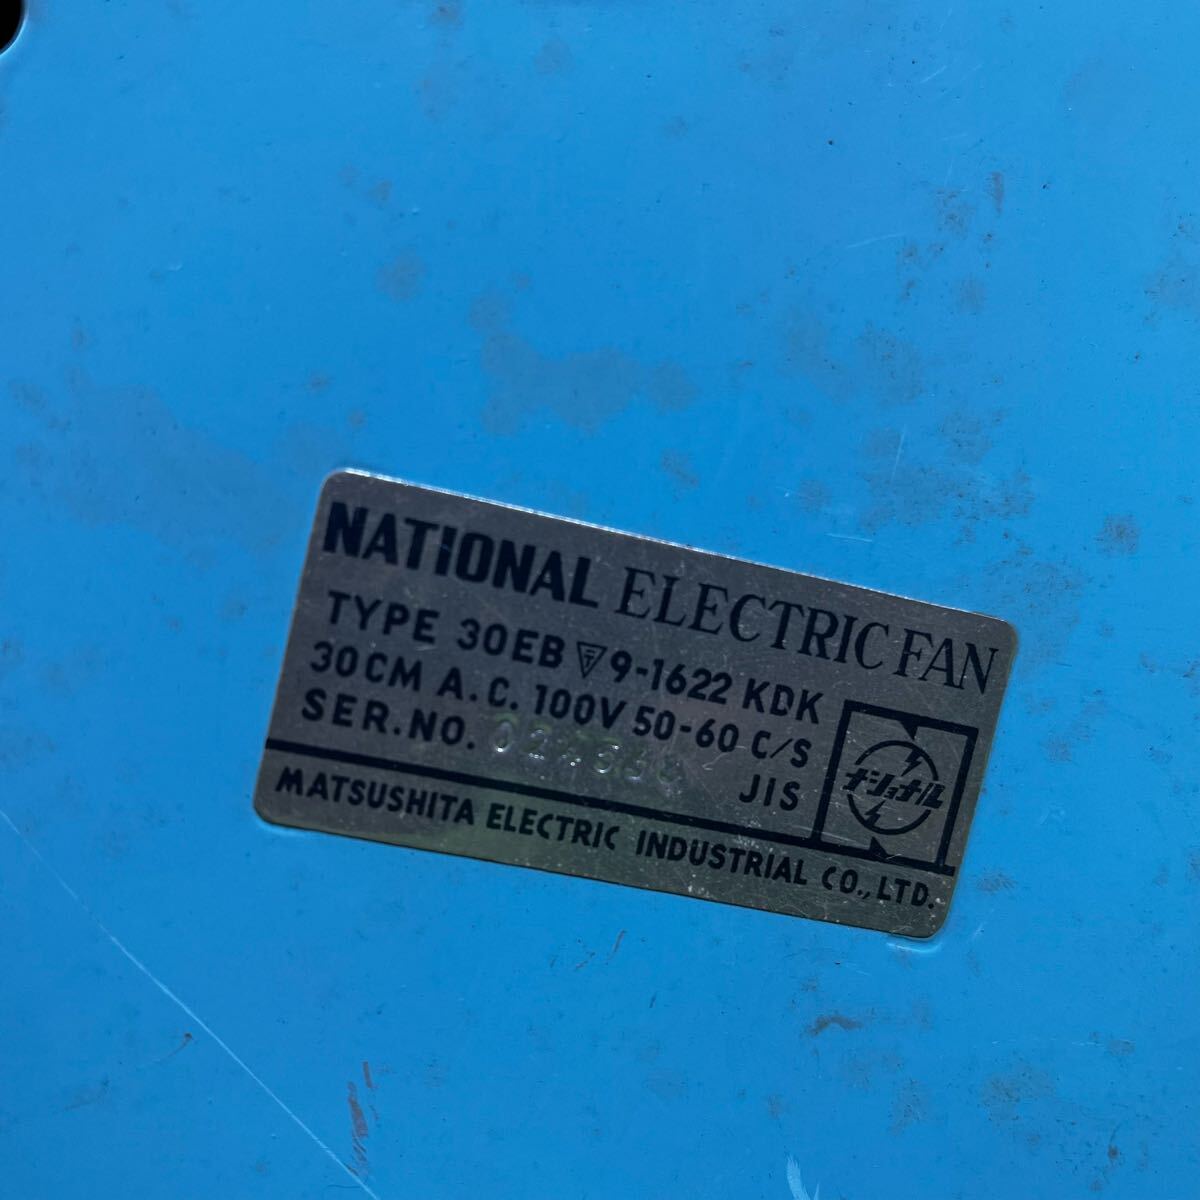 NATIONAL ELECTRIC FAN
TYPE 30EB 9-1622 KDK
30CM A.C. 100V 50-60 C/S
SER.NO.
JIS
ナショナル
MATSUSHITA ELECTRIC INDUSTRIAL CO., LTD.